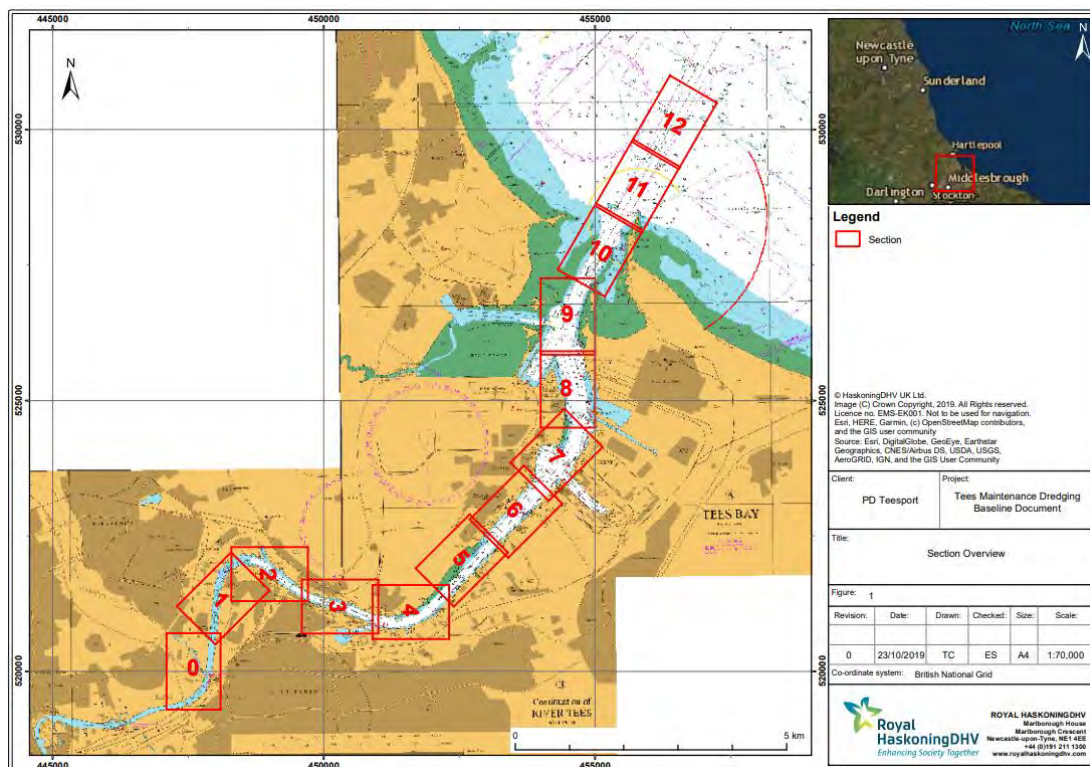 445000
450000
455000
N
530000
525000
520000
12
11
10
9
8
7
6
5
4
3
2
1
0
TEES BAY
Continuation of
RIVER TEES
0
5 km
445000
450000
455000
530000
525000
520000
North Sea
N
Newcastle
upon Tyne
Sunderland
Hartlepool
Middlesbrough
Darlington
Stockton
Legend
Section
© HaskoningDHV UK Ltd.
Image (C) Crown Copyright, 2019. All Rights reserved.
Licence no. EMS-EK001. Not to be used for navigation.
Esri, HERE, Garmin, (c) OpenStreetMap contributors,
and the GIS user community
Source: Esri, DigitalGlobe, GeoEye, Earthstar
Geographics, CNES/Airbus DS, USDA, USGS,
AeroGRID, IGN, and the GIS User Community
Client:
PD Teesport
Project:
Tees Maintenance Dredging
Baseline Document
Title:
Section Overview
Figure: 1
Revision: Date: Drawn: Checked: Size: Scale:
0 23/10/2019 TC ES A4 1:70,000
Co-ordinate system: British National Grid
Royal
HaskoningDHV
Enhancing Society Together
ROYAL HASKONINGDHV
Marlborough House
Marlborough Crescent
Newcastle-upon-Tyne, NE1 4EE
+44 (0)191 211 1300
www.royalhaskoningdhv.com